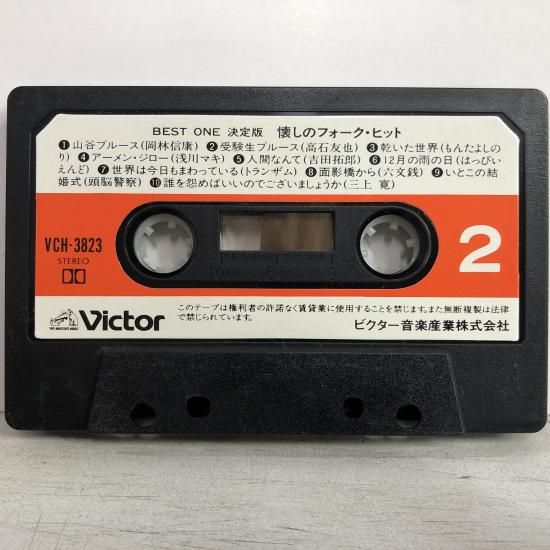 BEST ONE 決定版 懐しのフォーク・ヒット
❶山谷ブルース(岡林信康) ❷受験生ブルース(高石友也) ❸乾いた世界(もんたよしの
り) ❹アーメン・ジロー(浅川マキ) ❺人間なんて(吉田拓郎) ❻12月の雨の日(はっぴい
えんど) ❼世界は今日もまわっている(トランザム) ❽面影橋から(六文銭) ❾いとこの結
婚式(頭脳警察) ❿誰を怨めばいいのでございましょうか(三上 寛)
VCH-3823
STEREO
2
100 50
"HIS MASTER'S VOICE"
Victor
このテープは権利者の許諾なく賃貸業に使用することを禁じます。また無断複製は法律
で禁じられています。
ビクター音楽産業株式会社